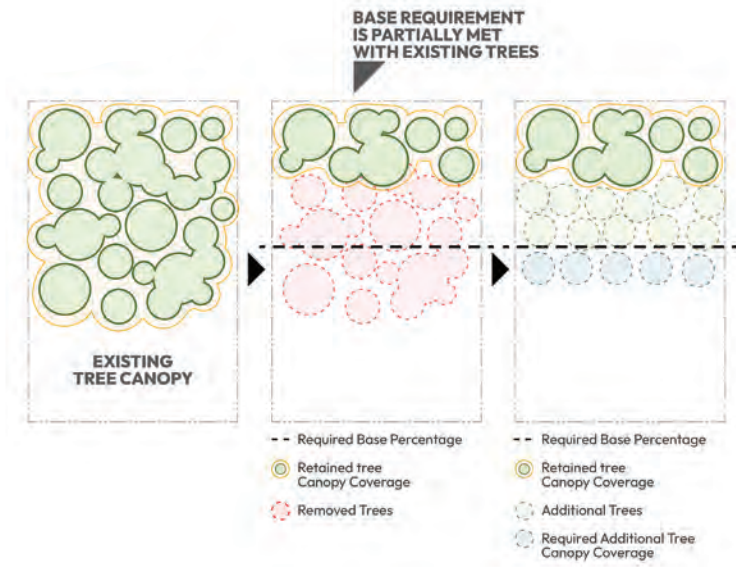 BASE REQUIREMENT
IS PARTIALLY MET
WITH EXISTING TREES
EXISTING
TREE CANOPY
Required Base Percentage
Retained tree
Canopy Coverage
Removed Trees
Required Base Percentage
Retained tree
Canopy Coverage
Additional Trees
Required Additional Tree
Canopy Coverage